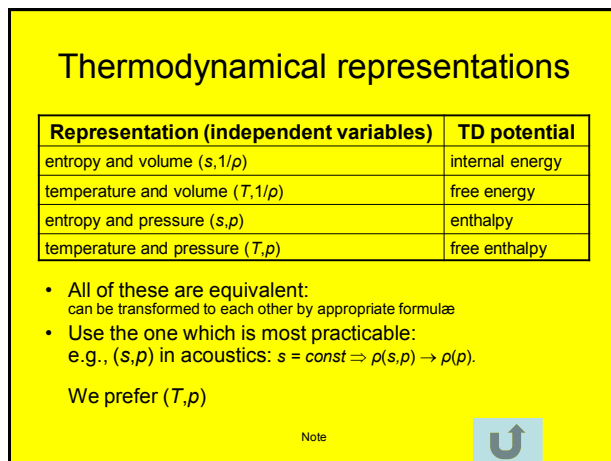 Thermodynamical representations
Representation (independent variables) TD potential
entropy and volume (s,1/ρ) internal energy
temperature and volume (T,1/ρ) free energy
entropy and pressure (s,p) enthalpy
temperature and pressure (T,p) free enthalpy
• All of these are equivalent:
can be transformed to each other by appropriate formulæ
• Use the one which is most practicable:
e.g., (s,p) in acoustics: s = const ⇒ ρ(s,p) → ρ(p).
We prefer (T,p)
Note